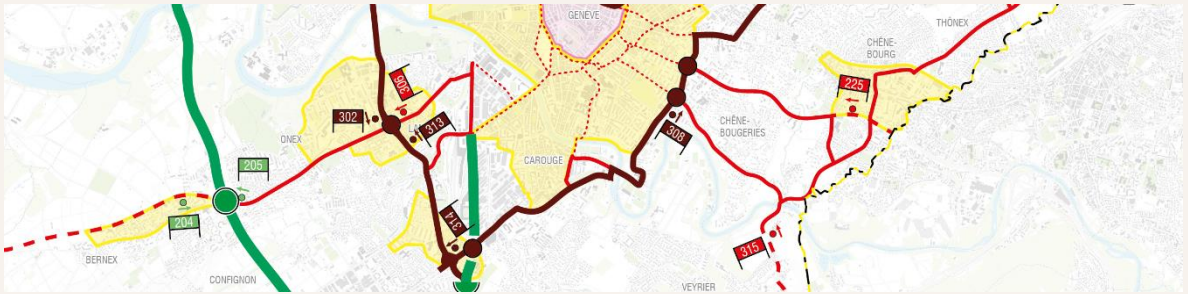 GENÈVE
THÔNEX
CHÊNE-
BOURG
306
225
302
313
LA
308
CHÊNE-
BOUGERIES
ONEX
CAROUGE
205
204
314
315
BERNEX
CONFIGNON
VEYRIER